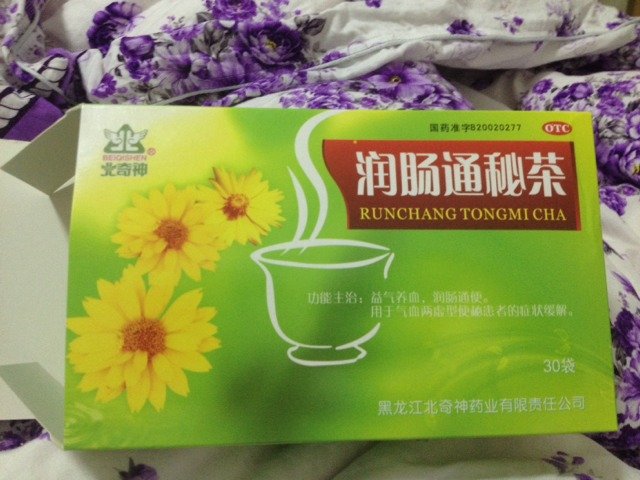 国药准字B20020277
OTC
BEIQISHEN®
北奇神
润肠通秘茶
RUNCHANG TONGMI CHA
功能主治：益气养血，润肠通便。
用于气血两虚型便秘患者的症状缓解。
30袋
黑龙江北奇神药业有限责任公司